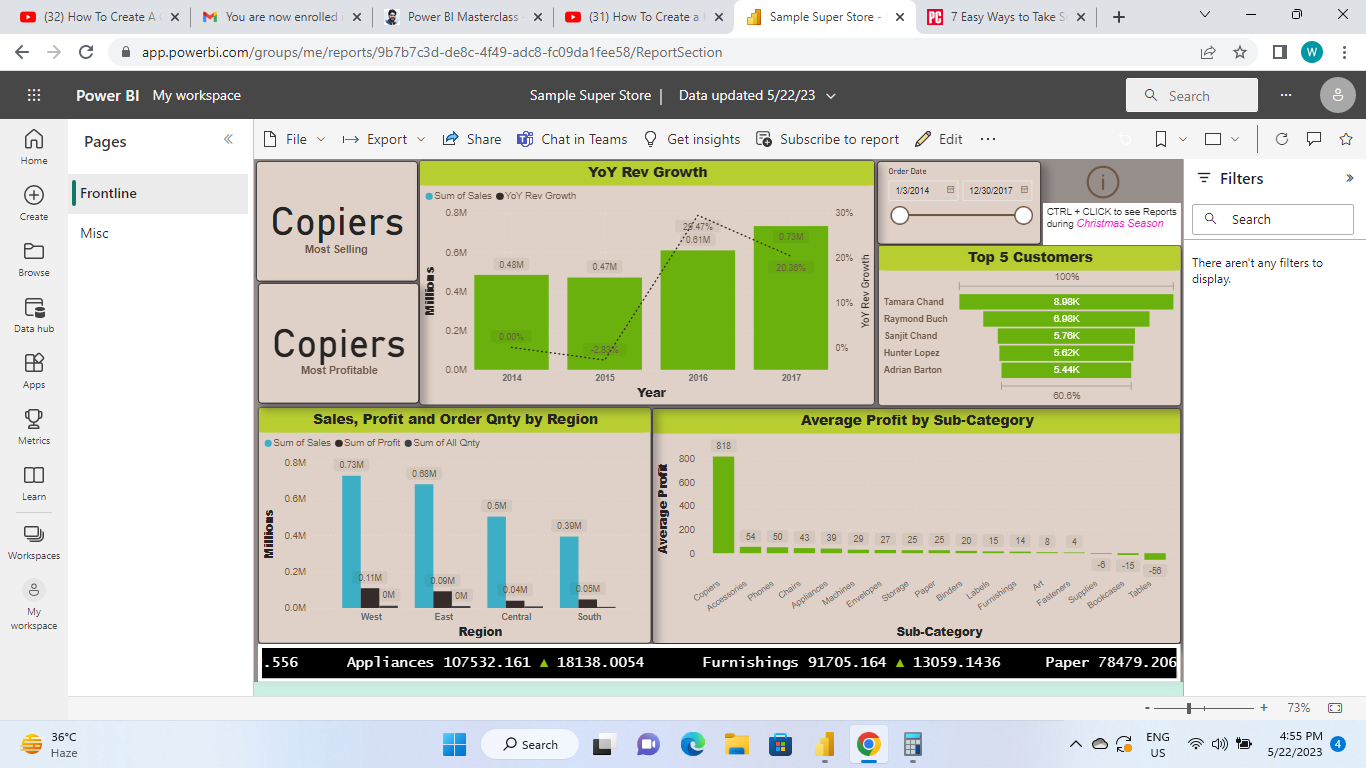 (32) How To Create A C
You are now enrolled i
Power BI Masterclass -
(31) How To Create a
Sample Super Store -
7 Easy Ways to Take S
app.powerbi.com/groups/me/reports/9b7b7c3d-de8c-4f49-adc8-fc09da1fee58/ReportSection
W
Power BI My workspace
Sample Super Store | Data updated 5/22/23
Search
Home
Create
Browse
Data hub
Apps
Metrics
Learn
Workspaces
My
workspace
Pages
Frontline
Misc
File Export Share Chat in Teams Get insights Subscribe to report Edit
Copiers
Most Selling
Copiers
Most Profitable
YoY Rev Growth
Sum of Sales YoY Rev Growth
Millions
0.8M
0.6M
0.4M
0.2M
0.0M
0.48M
0.47M
0.61M
0.73M
0.00%
-2.83%
29.47%
20.36%
30%
20%
10%
0%
YoY Rev Growth
2014 2015 2016 2017
Year
Order Date
1/3/2014 12/30/2017
CTRL + CLICK to see Reports
during Christmas Season
Top 5 Customers
100%
Tamara Chand 8.98K
Raymond Buch 6.98K
Sanjit Chand 5.76K
Hunter Lopez 5.62K
Adrian Barton 5.44K
60.6%
Filters
Search
There aren't any filters to
display.
Sales, Profit and Order Qnty by Region
Sum of Sales Sum of Profit Sum of All Qnty
Millions
0.8M
0.6M
0.4M
0.2M
0.0M
0.73M
0.11M
0M
0.68M
0.09M
0M
0.5M
0.04M
0.39M
0.05M
West East Central South
Region
Average Profit by Sub-Category
Average Profit
800
600
400
200
0
818 54 50 43 39 29 27 25 25 20 15 14 8 4 -6 -15 -56
Copiers Accessories Phones Chairs Appliances Machines Envelopes Storage Paper Binders Labels Furnishings Art Fasteners Supplies Bookcases Tables
Sub-Category
.556 Appliances 107532.161 ▲ 18138.0054 Furnishings 91705.164 ▲ 13059.1436 Paper 78479.206
- + 73%
36°C
Haze
Search
ENG
US
4:55 PM
5/22/2023
4